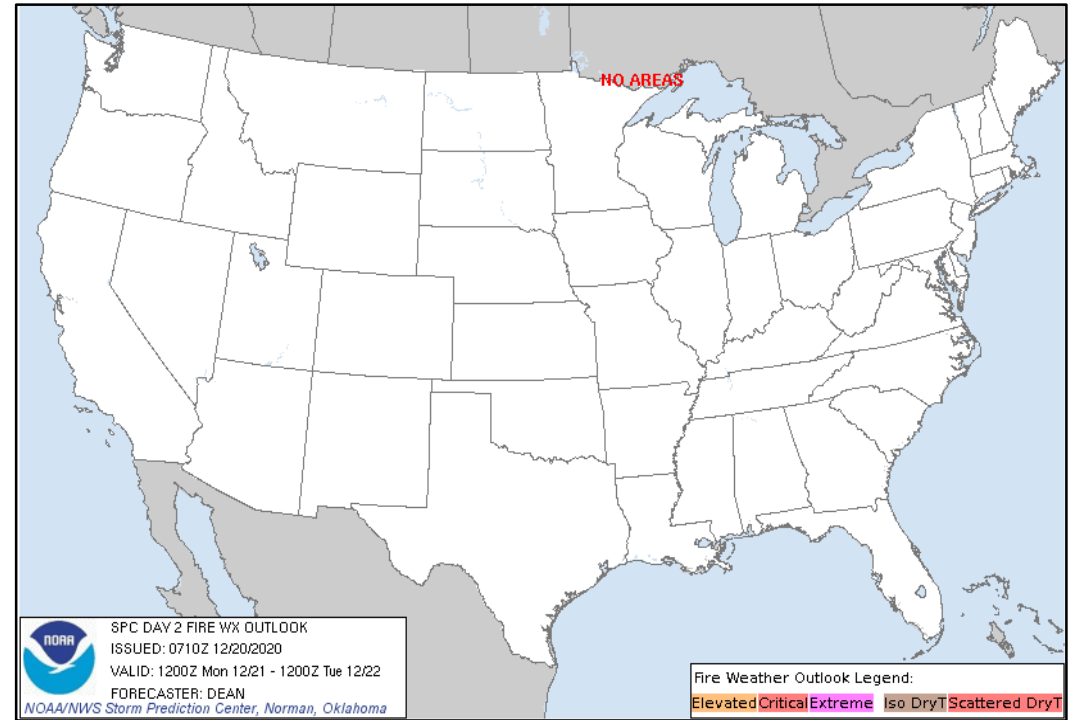 NO AREAS
NOAA
SPC DAY 2 FIRE WX OUTLOOK
ISSUED: 0710Z 12/20/2020
VALID: 1200Z Mon 12/21 - 1200Z Tue 12/22
FORECASTER: DEAN
NOAA/NWS Storm Prediction Center, Norman, Oklahoma
Fire Weather Outlook Legend:
Elevated Critical Extreme Iso DryT Scattered DryT